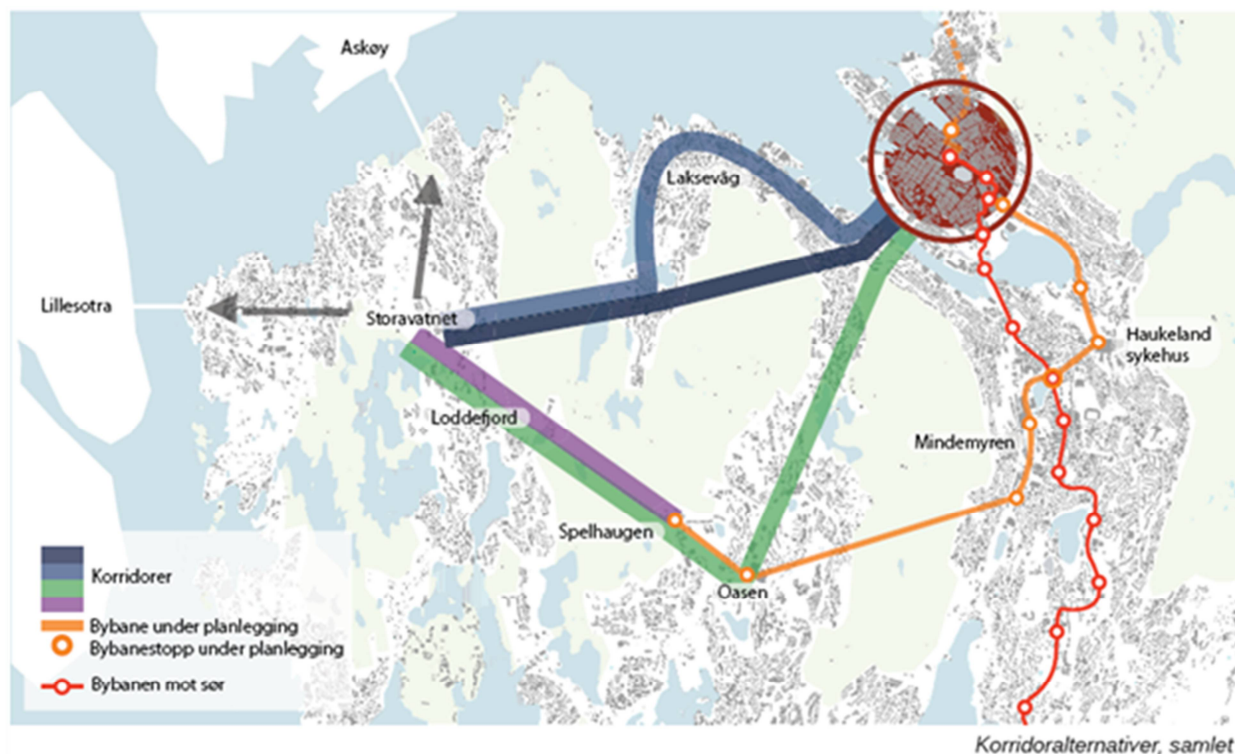 Askøy
Laksevåg
Lillesotra
Storavatnet
Haukeland
sykehus
Loddefjord
Mindemyren
Spelhaugen
Oasen
Korridorer
Bybane under planlegging
Bybanestopp under planlegging
Bybanen mot sør
Korridoralternativer, samlet